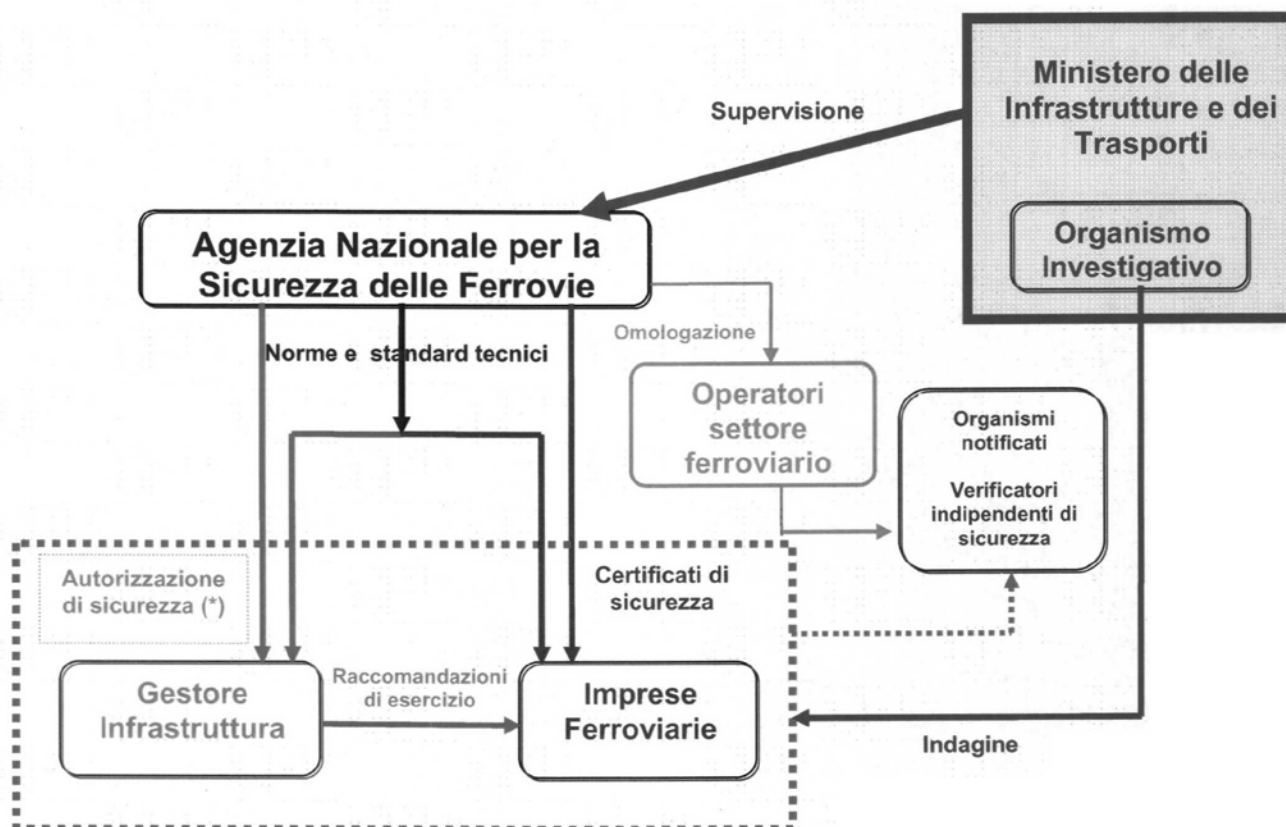 Ministero delle
Infrastrutture e dei
Trasporti
Supervisione
Organismo
Investigativo
Agenzia Nazionale per la
Sicurezza delle Ferrovie
Omologazione
Norme e standard tecnici
Operatori
settore
ferroviario
Organismi
notificati
Verificatori
indipendenti di
sicurezza
Autorizzazione
di sicurezza (*)
Certificati di
sicurezza
Gestore
Infrastruttura
Raccomandazioni
di esercizio
Imprese
Ferroviarie
Indagine